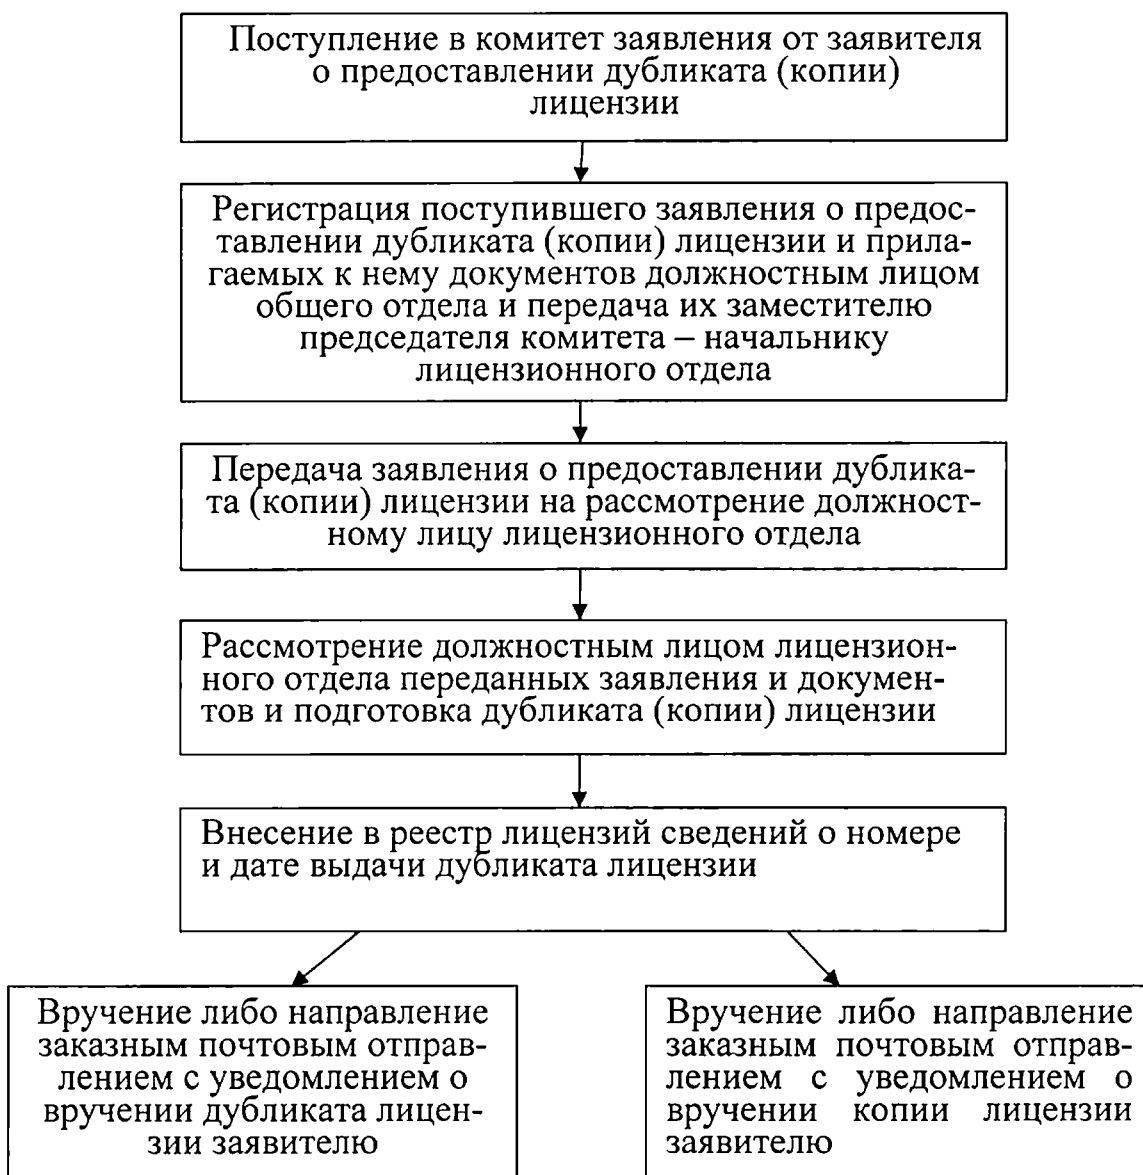 Поступление в комитет заявления от заявителя
о предоставлении дубликата (копии)
лицензии
Регистрация поступившего заявления о предос-
тавлении дубликата (копии) лицензии и прила-
гаемых к нему документов должностным лицом
общего отдела и передача их заместителю
председателя комитета – начальнику
лицензионного отдела
Передача заявления о предоставлении дублика-
та (копии) лицензии на рассмотрение должност-
ному лицу лицензионного отдела
Рассмотрение должностным лицом лицензион-
ного отдела переданных заявления и докумен-
тов и подготовка дубликата (копии) лицензии
Внесение в реестр лицензий сведений о номере
и дате выдачи дубликата лицензии
Вручение либо направление
заказным почтовым отправ-
лением с уведомлением о
вручении дубликата лицен-
зии заявителю
Вручение либо направление
заказным почтовым отправ-
лением с уведомлением о
вручении копии лицензии
заявителю